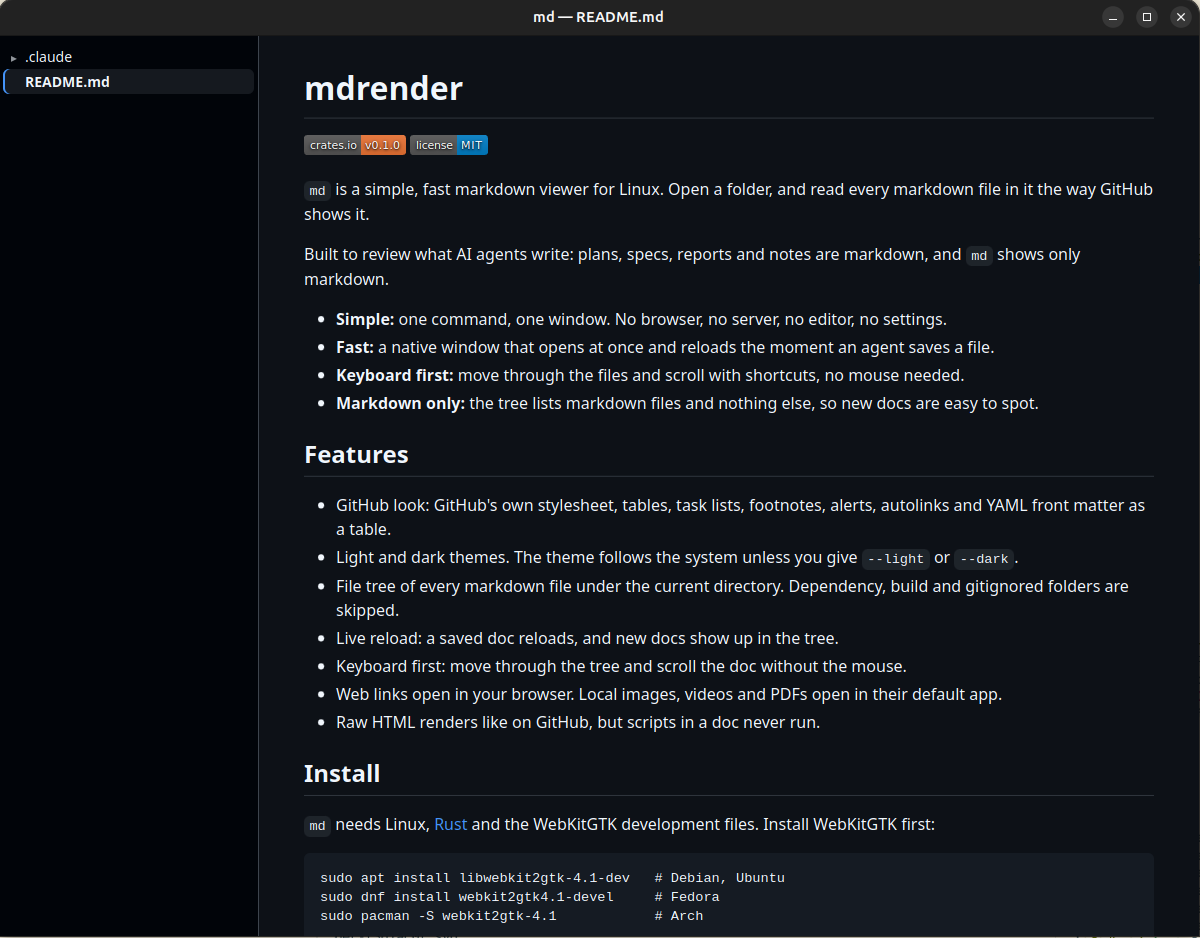 md — README.md
.claude
README.md
mdrender
crates.io v0.1.0 license MIT
md is a simple, fast markdown viewer for Linux. Open a folder, and read every markdown file in it the way GitHub
shows it.
Built to review what AI agents write: plans, specs, reports and notes are markdown, and md shows only
markdown.
• Simple: one command, one window. No browser, no server, no editor, no settings.
• Fast: a native window that opens at once and reloads the moment an agent saves a file.
• Keyboard first: move through the files and scroll with shortcuts, no mouse needed.
• Markdown only: the tree lists markdown files and nothing else, so new docs are easy to spot.
Features
• GitHub look: GitHub's own stylesheet, tables, task lists, footnotes, alerts, autolinks and YAML front matter as
a table.
• Light and dark themes. The theme follows the system unless you give --light or --dark.
• File tree of every markdown file under the current directory. Dependency, build and gitignored folders are
skipped.
• Live reload: a saved doc reloads, and new docs show up in the tree.
• Keyboard first: move through the tree and scroll the doc without the mouse.
• Web links open in your browser. Local images, videos and PDFs open in their default app.
• Raw HTML renders like on GitHub, but scripts in a doc never run.
Install
md needs Linux, Rust and the WebKitGTK development files. Install WebKitGTK first:
sudo apt install libwebkit2gtk-4.1-dev # Debian, Ubuntu
sudo dnf install webkit2gtk4.1-devel # Fedora
sudo pacman -S webkit2gtk-4.1 # Arch